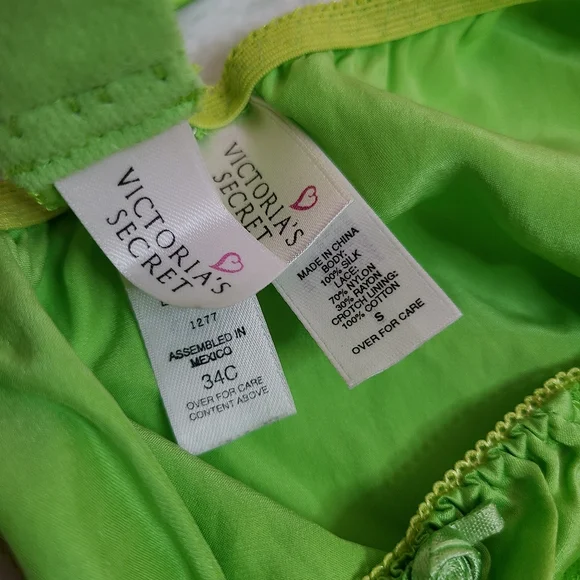 VICTORIA'S
SECRET
1277
ASSEMBLED IN
MEXICO
34C
OVER FOR CARE
CONTENT ABOVE
VICTORIA'S
SECRET
MADE IN CHINA
BODY:
100% SILK
LACE:
70% NYLON
30% RAYON
CROTCH LINING:
100% COTTON
S
OVER FOR CARE